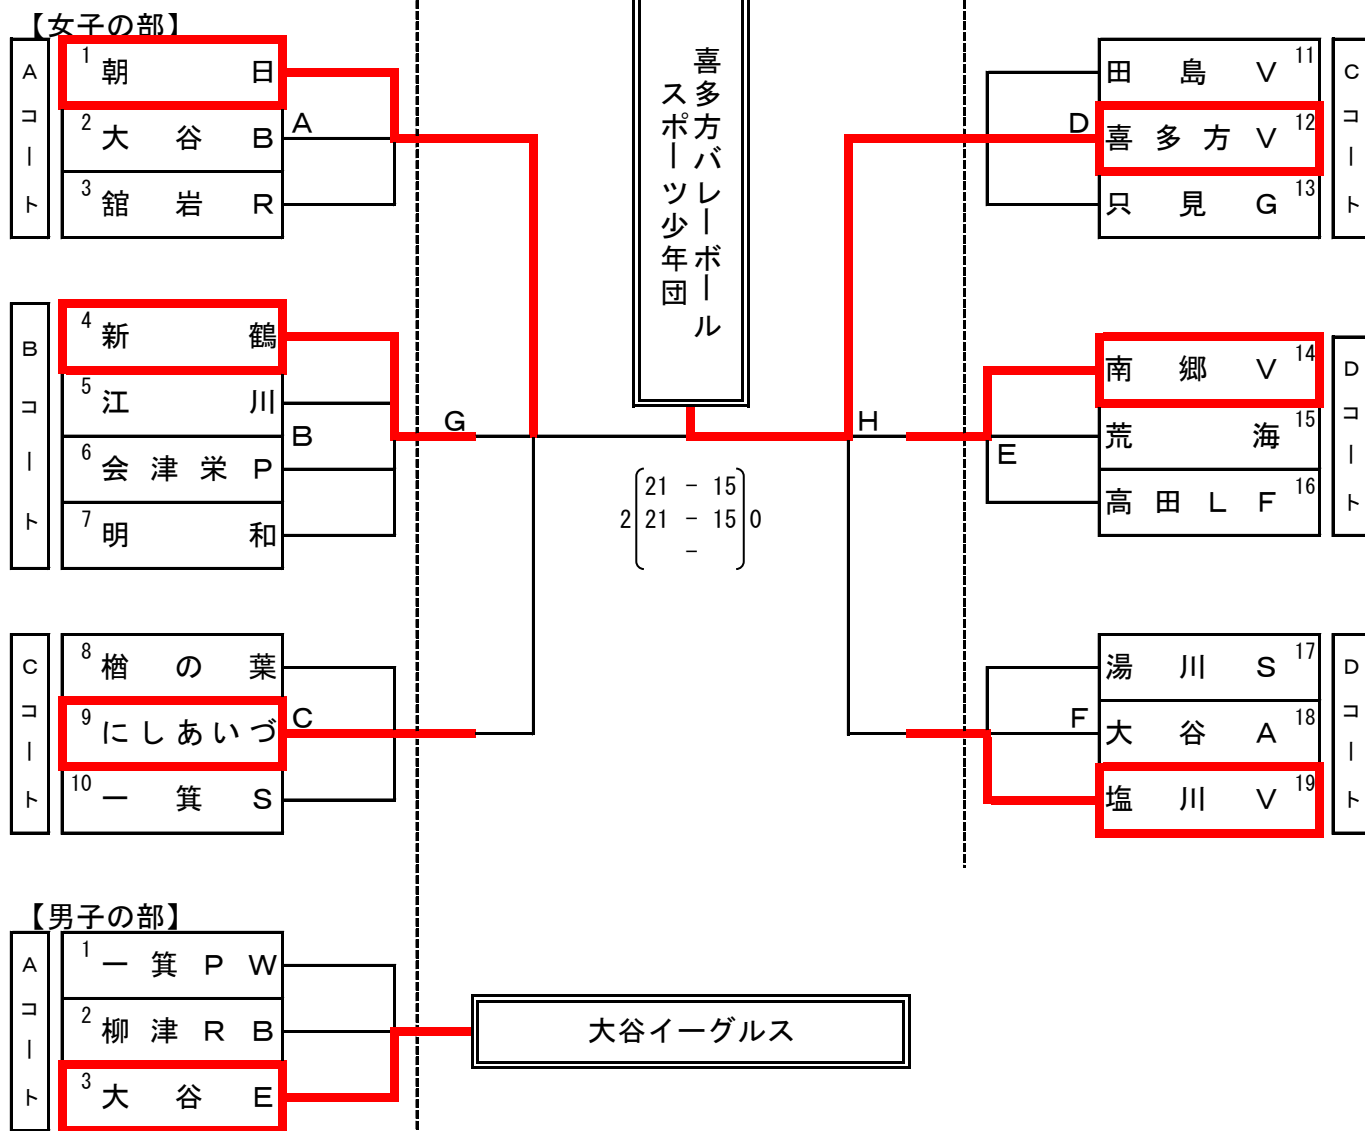 【女子の部】
Aコート
1 朝日
2 大谷B
3 舘岩R
A
Bコート
4 新鶴
5 江川
6 会津栄P
7 明和
B
Cコート
8 楢の葉
9 にしあいづ
10 一箕S
C
G
喜多方バレーボール
スポーツ少年団
2 21 - 15 0
21 - 15
-
H
田島V 11
喜多方V 12
只見G 13
D
Cコート
南郷V 14
荒海 15
高田LF 16
E
Dコート
湯川S 17
大谷A 18
塩川V 19
F
Dコート
【男子の部】
Aコート
1 一箕PW
2 柳津RB
3 大谷E
大谷イーグルス